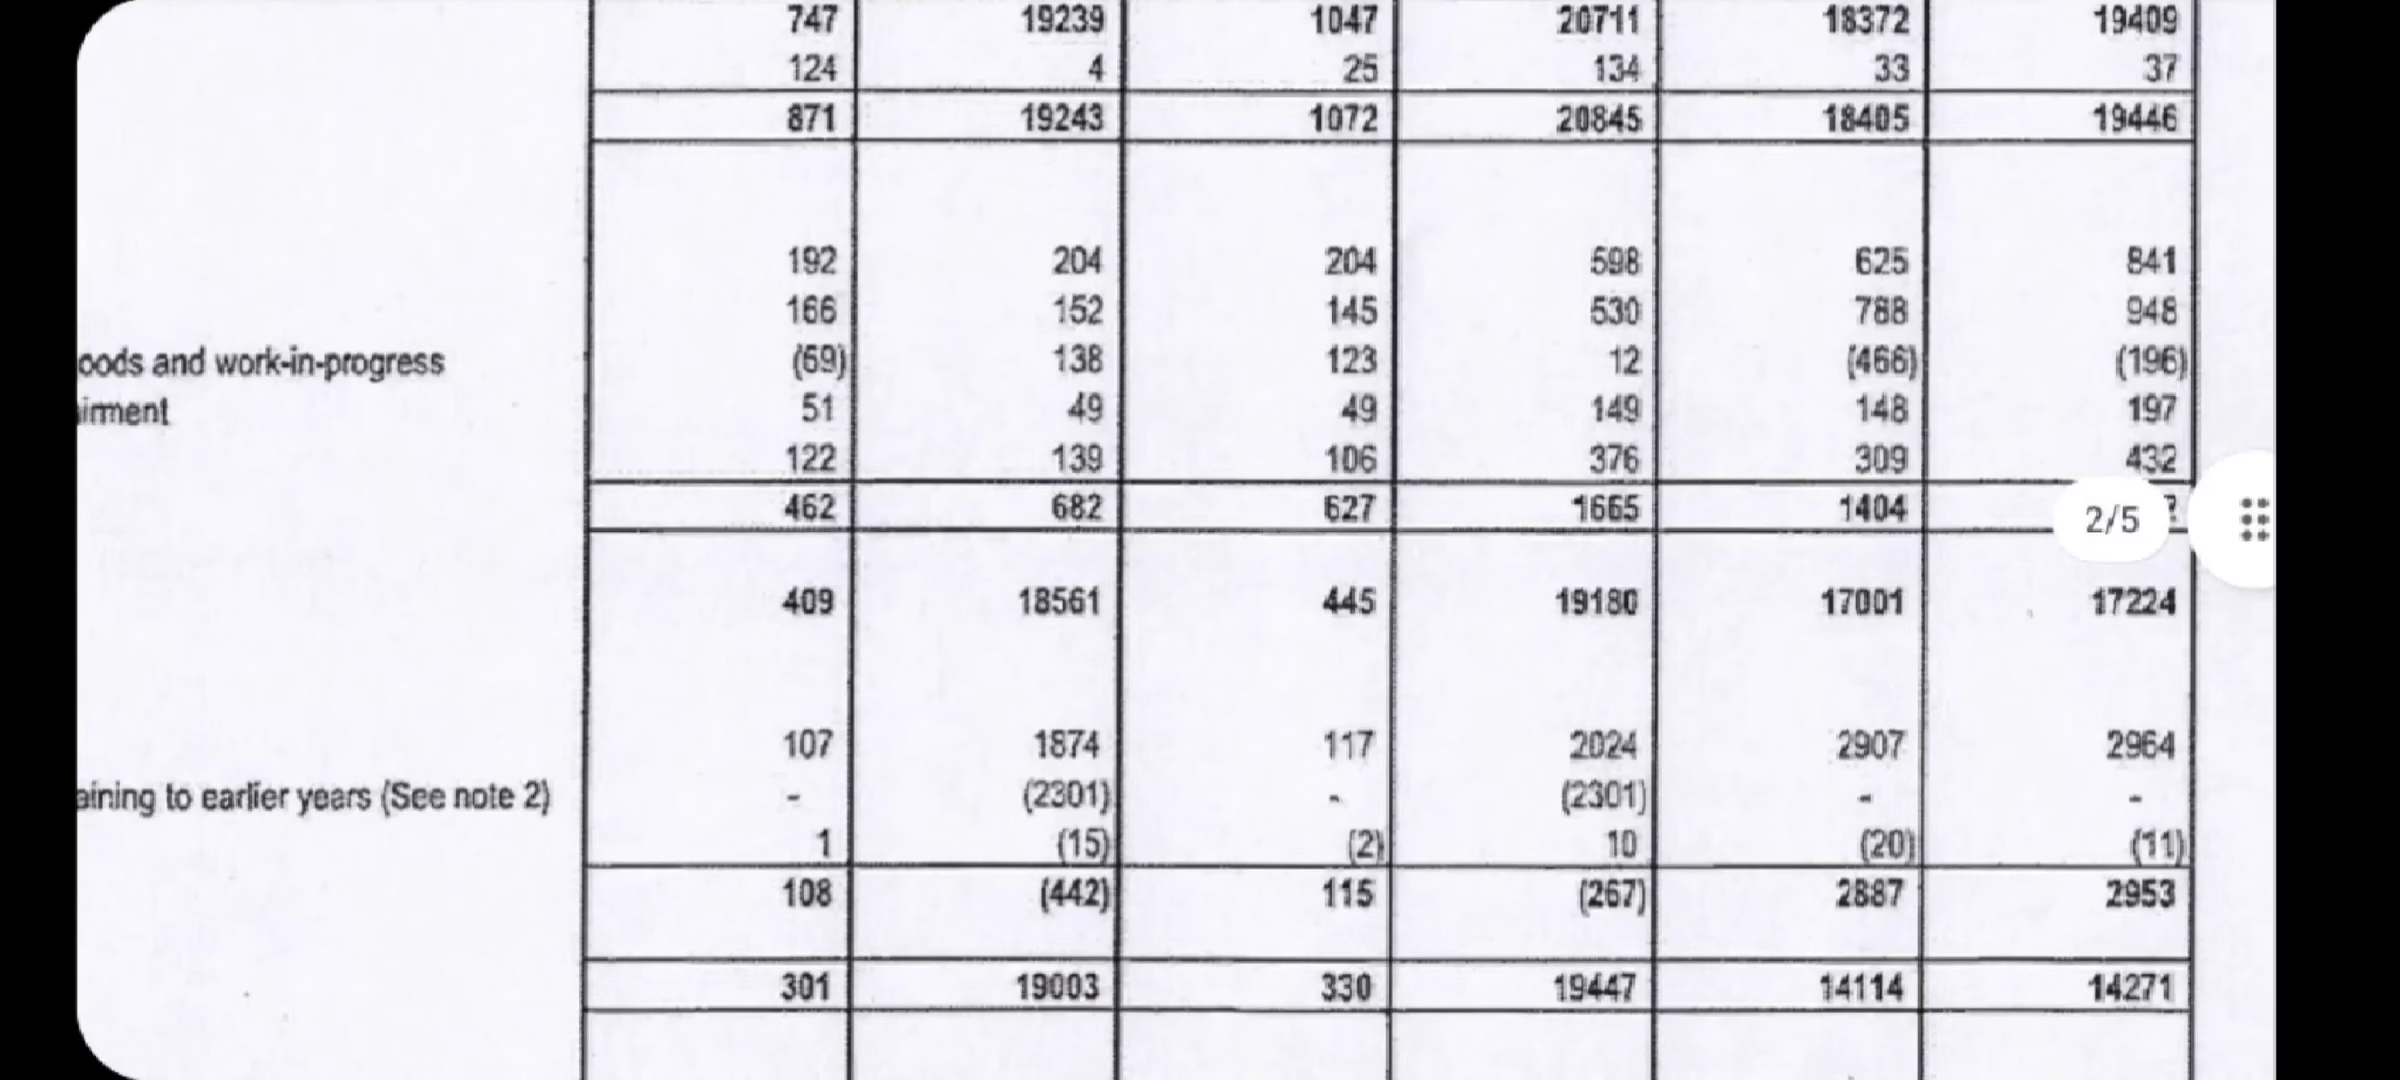 747 19239 1047 20711 18372 19409
124 4 25 134 33 37
871 19243 1072 20845 18405 19446
192 204 204 598 625 841
166 152 145 530 788 948
oods and work-in-progress (69) 138 123 12 (466) (196)
irment 51 49 49 149 148 197
122 139 106 376 309 432
462 682 627 1665 1404
2/5
409 18561 445 19180 17001 17224
107 1874 117 2024 2907 2964
aining to earlier years (See note 2) - (2301) - (2301) - -
1 (15) (2) 10 (20) (11)
108 (442) 115 (267) 2887 2953
301 19003 330 19447 14114 14271